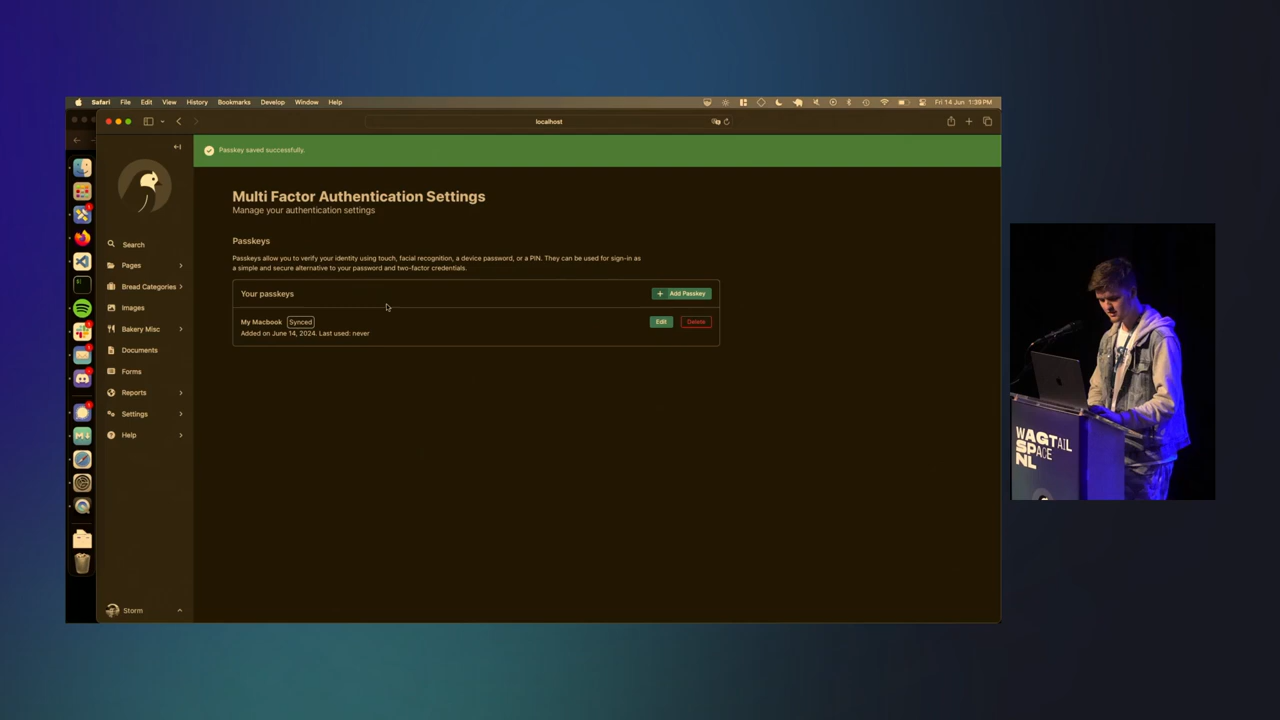 Safari File Edit View History Bookmarks Develop Window Help
Fri 14 Jun 1:39 PM
localhost
Passkey saved successfully.
Multi Factor Authentication Settings
Manage your authentication settings
Search
Pages
Bread Categories
Images
Bakery Misc
Documents
Forms
Reports
Settings
Help
Storm
Passkeys
Passkeys allow you to verify your identity using touch, facial recognition, a device password, or a PIN. They can be used for sign-in as
a simple and secure alternative to your password and two-factor credentials.
Your passkeys
+ Add Passkey
My Macbook Synced
Added on June 14, 2024. Last used: never
Edit Delete
WAGTAIL
SPACE
NL